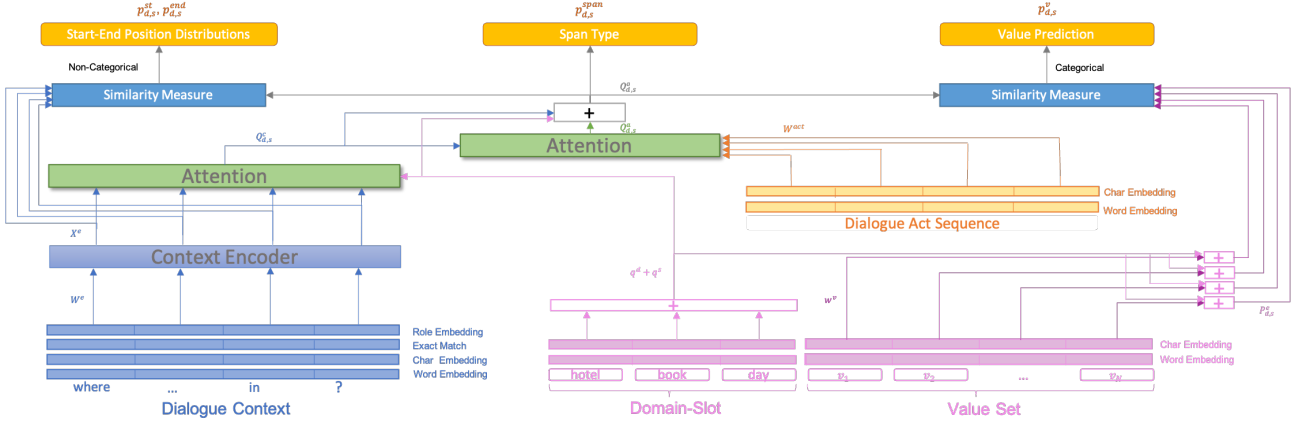 p^{st}_{d,s}, p^{end}_{d,s}
p^{span}_{d,s}
p^{v}_{d,s}
Start-End Position Distributions
Span Type
Value Prediction
Non-Categorical
Categorical
Similarity Measure
Q^{o}_{d,s}
Similarity Measure
+
Q^{c}_{d,s}
Q^{a}_{d,s}
W^{act}
Attention
Attention
Char Embedding
Word Embedding
Dialogue Act Sequence
X^{e}
Context Encoder
q^{d} + q^{s}
+
+
+
+
W^{e}
w^{v}
+
P^{e}_{d,s}
Role Embedding
Exact Match
Char Embedding
Word Embedding
Char Embedding
Word Embedding
where ... in ?
hotel book day
v_1 v_2 ... v_N
Dialogue Context
Domain-Slot
Value Set